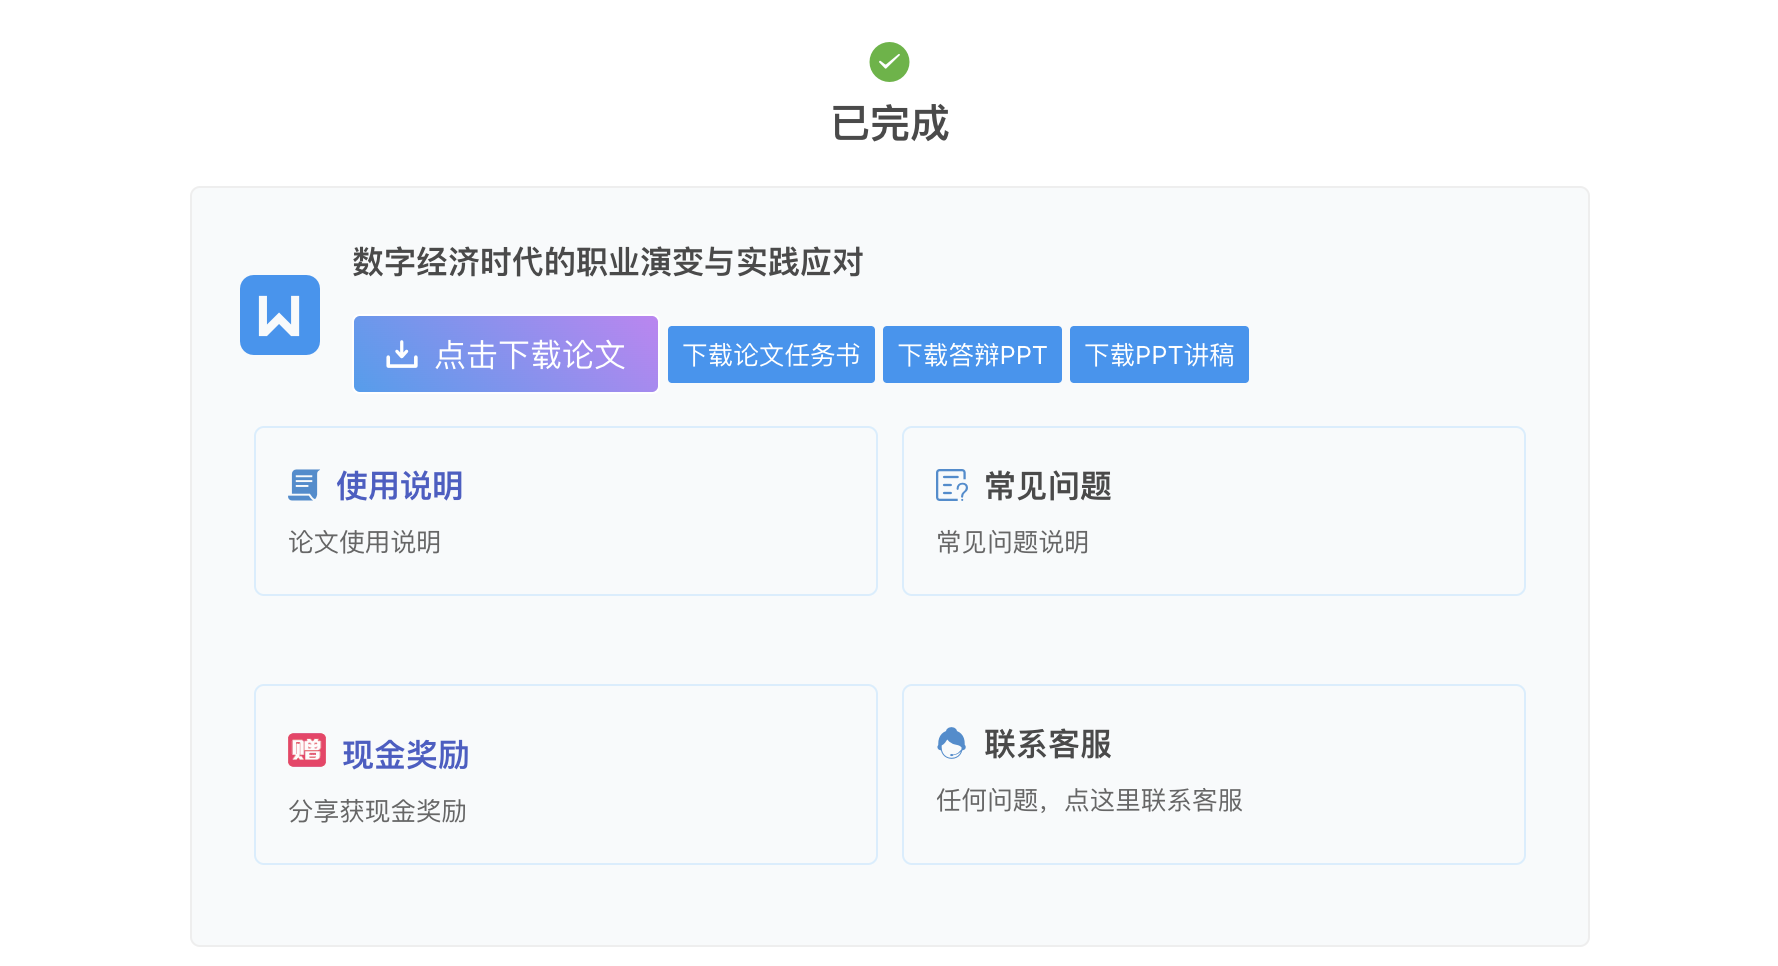 已完成
数字经济时代的职业演变与实践应对
W
点击下载论文
下载论文任务书
下载答辩PPT
下载PPT讲稿
使用说明
论文使用说明
常见问题
常见问题说明
赠
现金奖励
分享获现金奖励
联系客服
任何问题，点这里联系客服